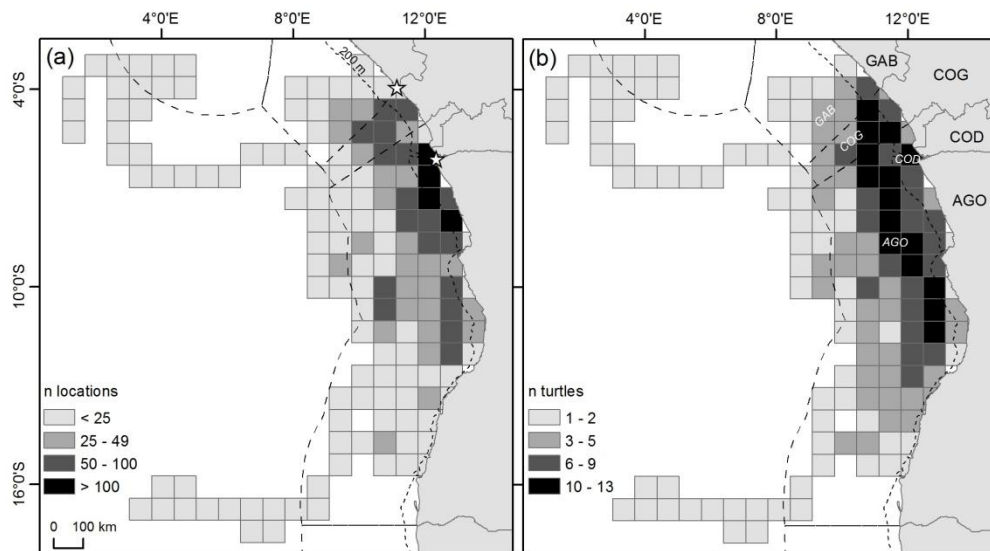 4°0'E 8°0'E 12°0'E 4°0'E 8°0'E 12°0'E
(a)
200 m
4°0'S
10°0'S
16°0'S
n locations
< 25
25 - 49
50 - 100
> 100
0 100 km
(b)
GAB
COG
GAB
COG
COD
COD
AGO
AGO
n turtles
1 - 2
3 - 5
6 - 9
10 - 13